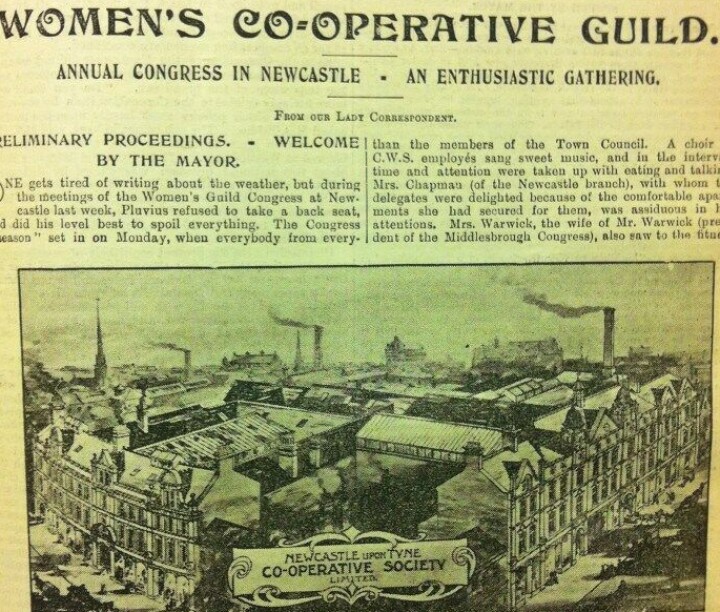 WOMEN'S CO-OPERATIVE GUILD.
ANNUAL CONGRESS IN NEWCASTLE - AN ENTHUSIASTIC GATHERING.
FROM OUR LADY CORRESPONDENT.
RELIMINARY PROCEEDINGS. - WELCOME
BY THE MAYOR.
ONE gets tired of writing about the weather, but during
the meetings of the Women's Guild Congress at New-
castle last week, Pluvius refused to take a back seat,
d did his level best to spoil everything. The Congress
season" set in on Monday, when everybody from every-
than the members of the Town Council. A choir
C.W.S. employés sang sweet music, and in the interv
time and attention were taken up with eating and talkin
Mrs. Chapman (of the Newcastle branch), with whom
delegates were delighted because of the comfortable apar
ments she had secured for them, was assiduous in h
attentions. Mrs. Warwick, the wife of Mr. Warwick (pre
dent of the Middlesbrough Congress), also saw to the
NEWCASTLE UPON TYNE
CO-OPERATIVE SOCIETY
LIMITED.